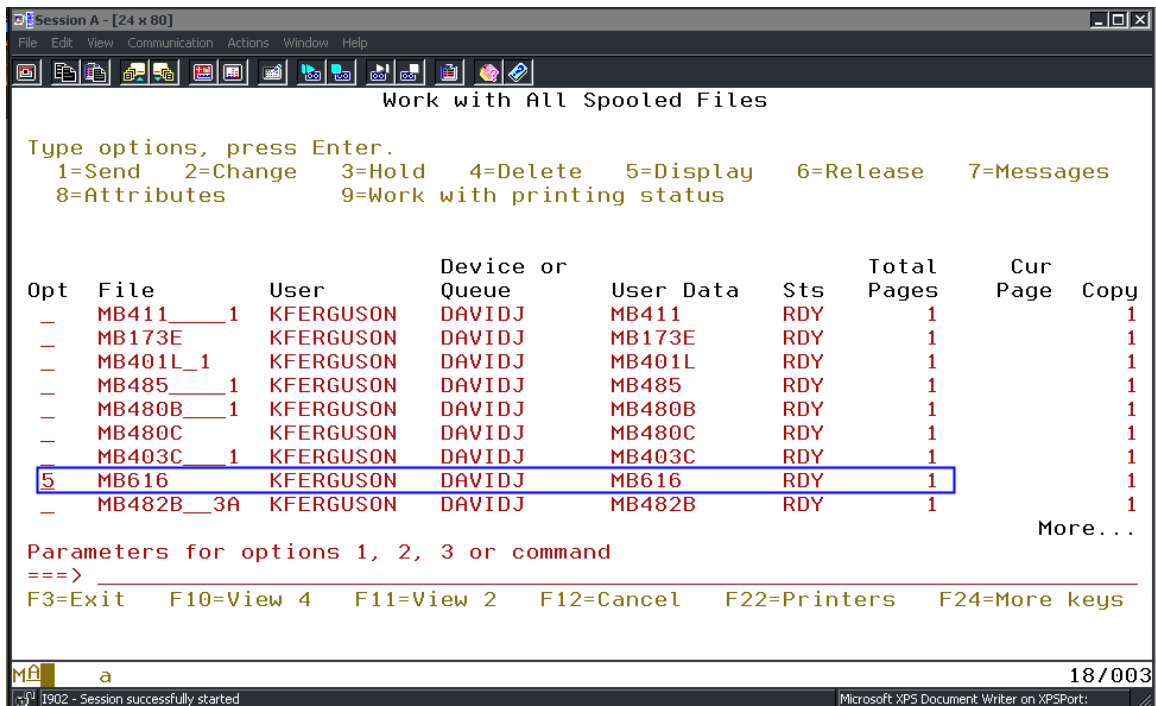 Session A - [24 x 80]
File Edit View Communication Actions Window Help
Work with All Spooled Files
Type options, press Enter.
1=Send 2=Change 3=Hold 4=Delete 5=Display 6=Release 7=Messages
8=Attributes 9=Work with printing status
Device or Total Cur
Opt File User Queue User Data Sts Pages Page Copy
_ MB411____1 KFERGUSON DAVIDJ MB411 RDY 1 1
_ MB173E KFERGUSON DAVIDJ MB173E RDY 1 1
_ MB401L_1 KFERGUSON DAVIDJ MB401L RDY 1 1
_ MB485____1 KFERGUSON DAVIDJ MB485 RDY 1 1
_ MB480B___1 KFERGUSON DAVIDJ MB480B RDY 1 1
_ MB480C KFERGUSON DAVIDJ MB480C RDY 1 1
_ MB403C___1 KFERGUSON DAVIDJ MB403C RDY 1 1
5 MB616 KFERGUSON DAVIDJ MB616 RDY 1 1
_ MB482B__3A KFERGUSON DAVIDJ MB482B RDY 1 1
More...
Parameters for options 1, 2, 3 or command
===>
F3=Exit F10=View 4 F11=View 2 F12=Cancel F22=Printers F24=More keys
MA a 18/003
I902 - Session successfully started Microsoft XPS Document Writer on XPSPort: